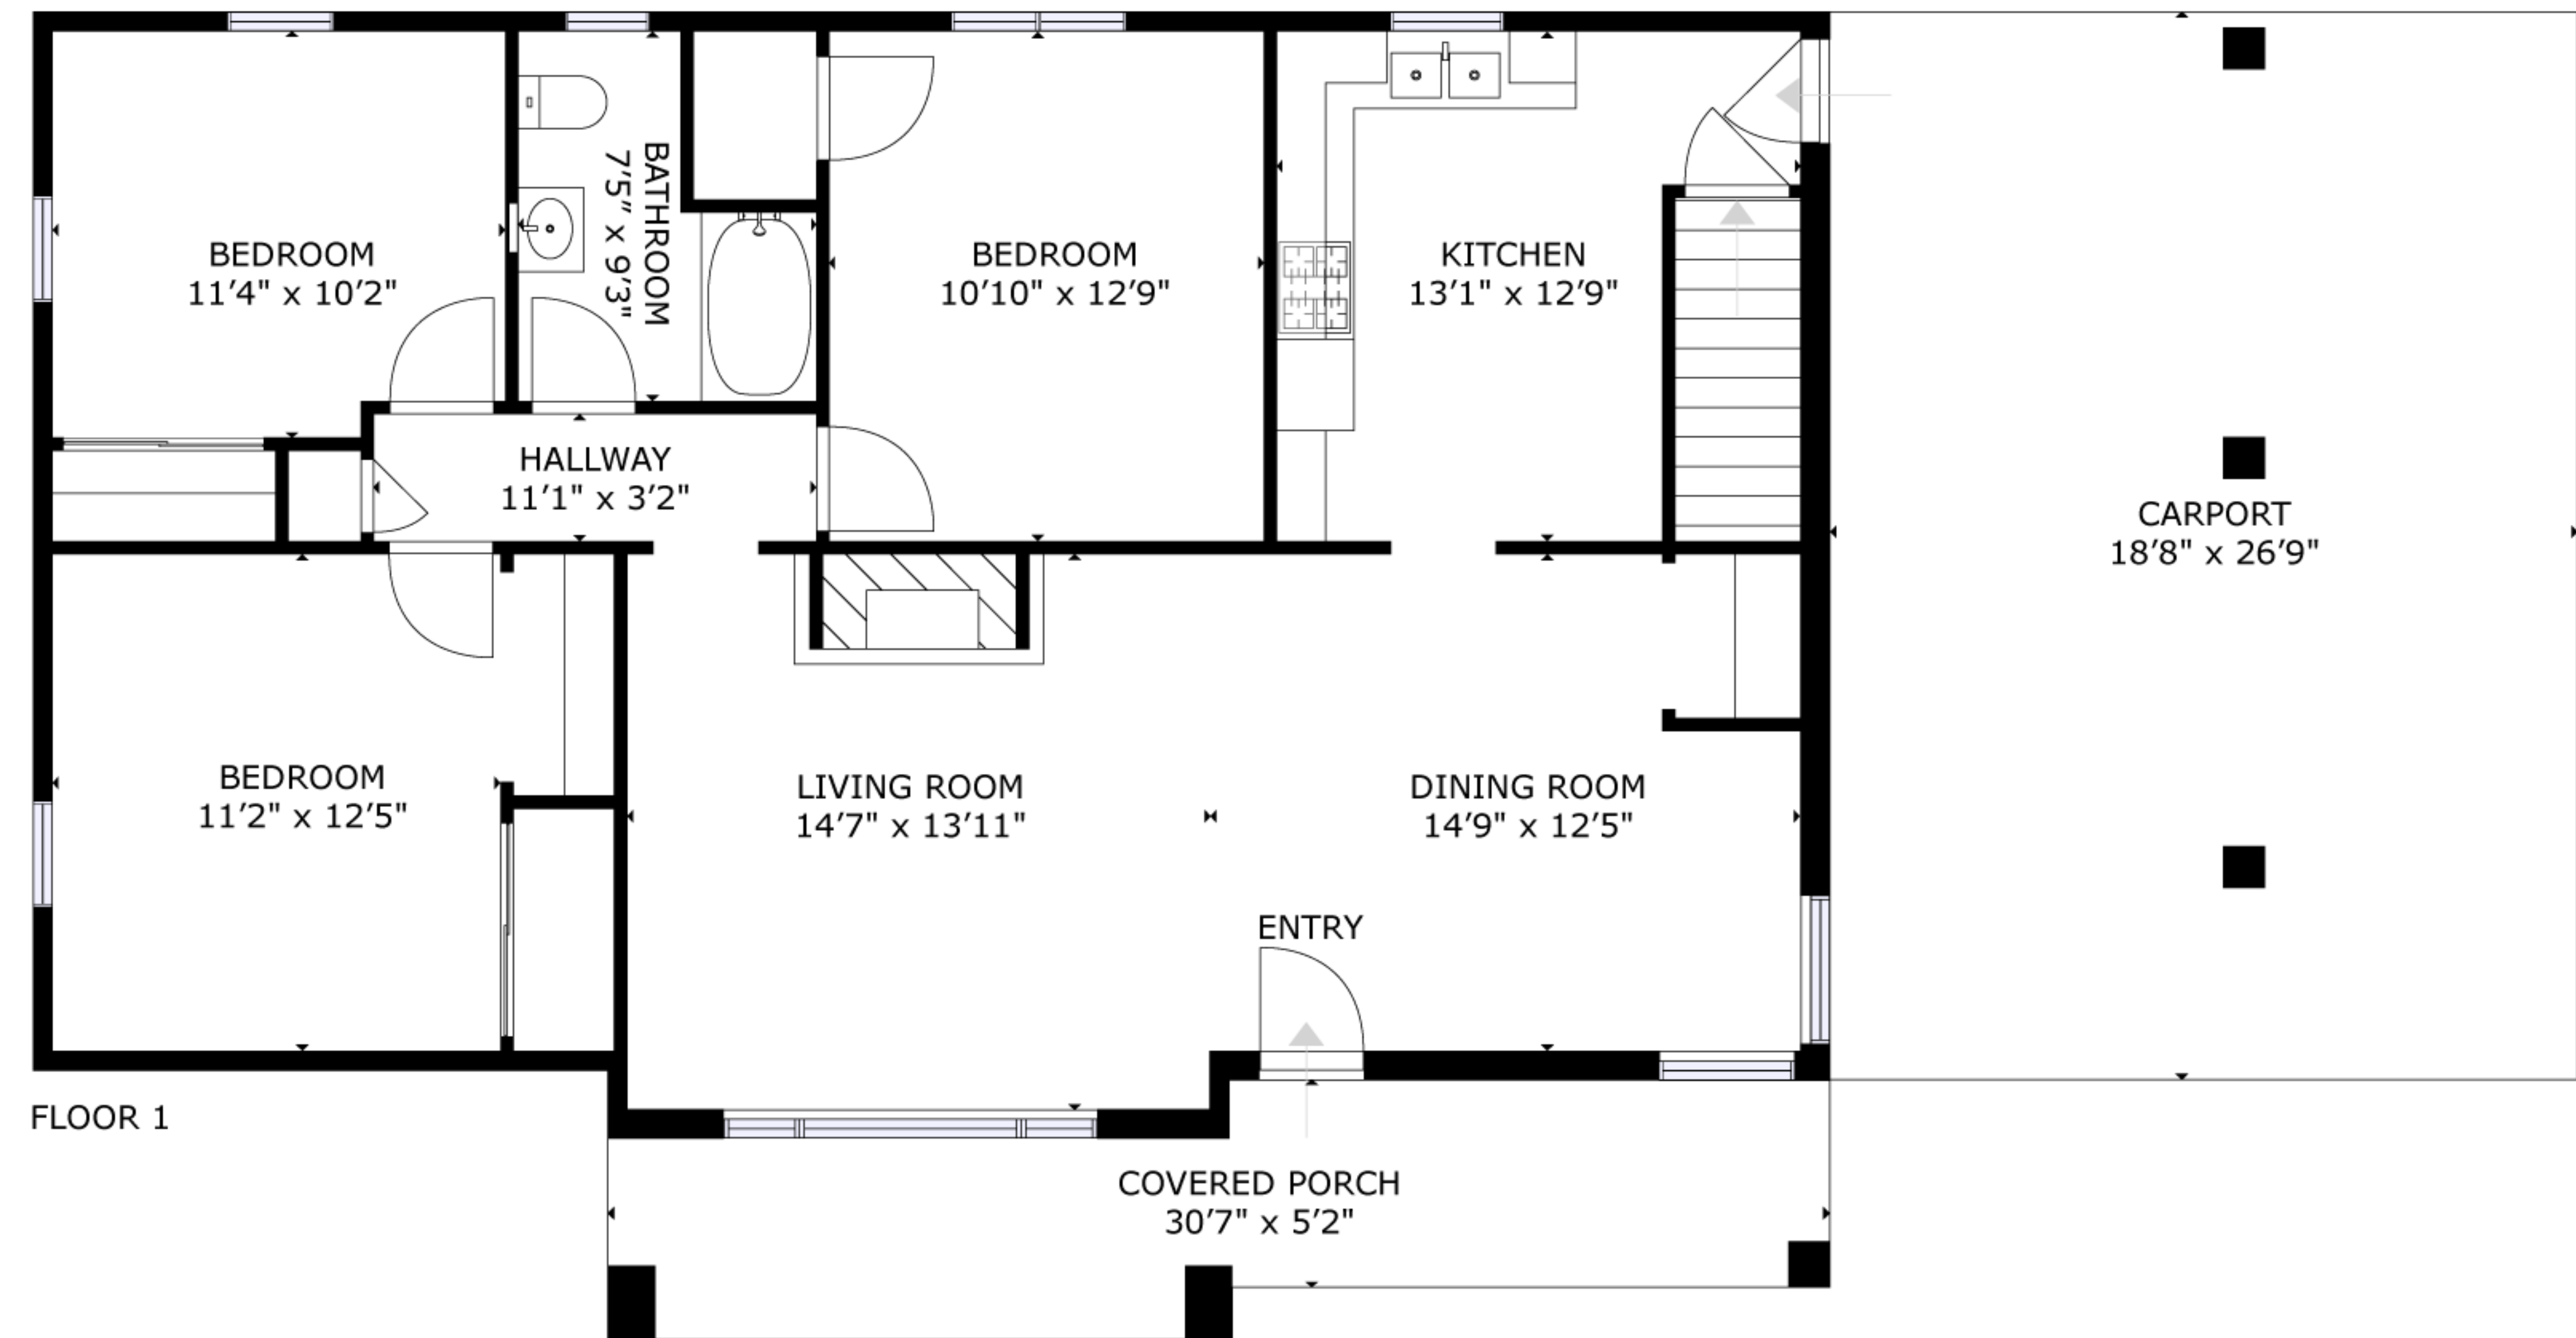 BEDROOM
11'4" x 10'2"
BATHROOM
7'5" x 9'3"
BEDROOM
10'10" x 12'9"
KITCHEN
13'1" x 12'9"
HALLWAY
11'1" x 3'2"
CARPORT
18'8" x 26'9"
BEDROOM
11'2" x 12'5"
LIVING ROOM
14'7" x 13'11"
DINING ROOM
14'9" x 12'5"
ENTRY
FLOOR 1
COVERED PORCH
30'7" x 5'2"